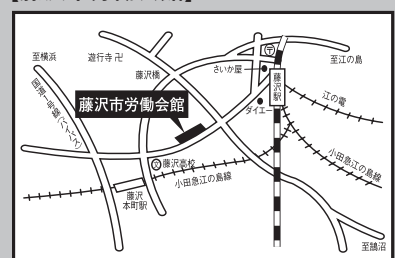 至横浜
遊行寺卍
〒
至江の島
藤沢橋
さいか屋
国道1号線(バイパス)
藤沢駅
江の電
藤沢市労働会館
ダイエー
文藤沢高校
小田急江の島線
小田急江の島線
藤沢
本町駅
至鵠沼